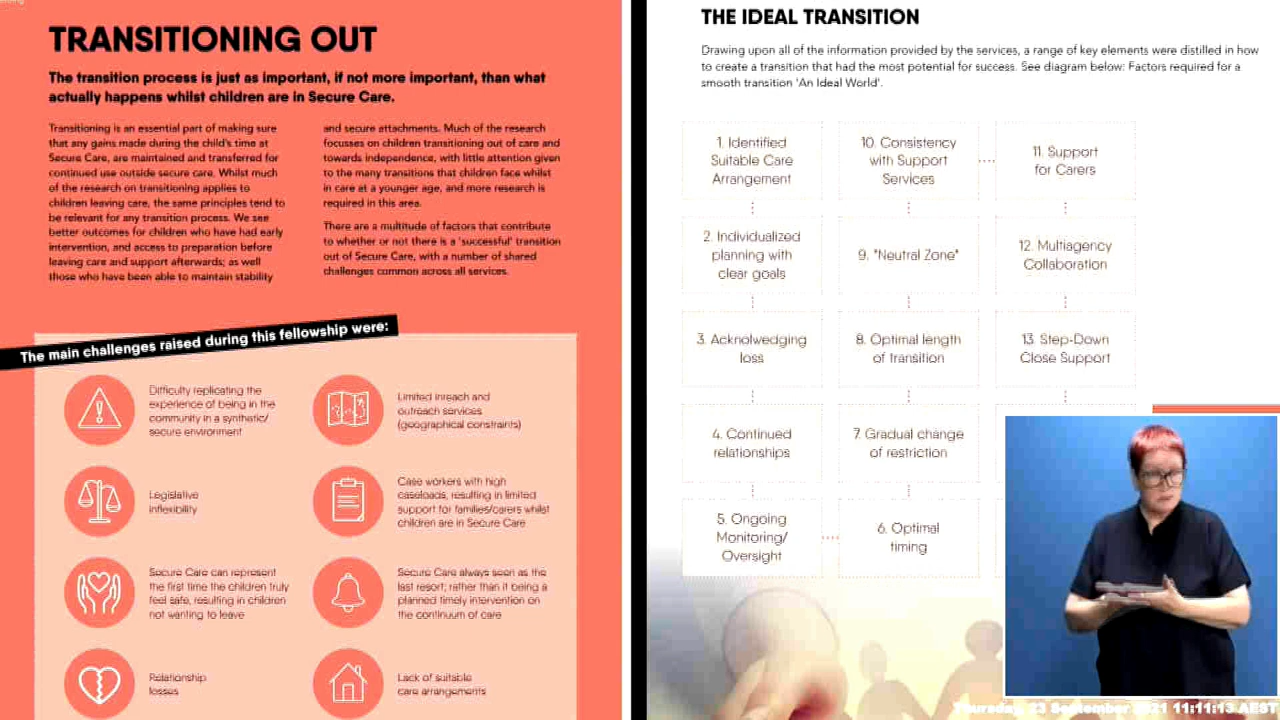 TRANSITIONING OUT
The transition process is just as important, if not more important, than what
actually happens whilst children are in Secure Care.
Transitioning is an essential part of making sure
that any gains made during the child's time at
Secure Care, are maintained and transferred for
continued use outside secure care. Whilst much
of the research on transitioning applies to
children leaving care, the same principles tend to
be relevant for any transition process. We see
better outcomes for children who have had early
intervention, and access to preparation before
leaving care and support afterwards; as well
those who have been able to maintain stability
and secure attachments. Much of the research
focusses on children transitioning out of care and
towards independence, with little attention given
to the many transitions that children face whilst
in care at a younger age, and more research is
required in this area.
There are a multitude of factors that contribute
to whether or not there is a 'successful' transition
out of Secure Care, with a number of shared
challenges common across all services.
The main challenges raised during this fellowship were:
Difficulty replicating the
experience of being in the
community in a synthetic/
secure environment
Limited inreach and
outreach services
(geographical constraints)
Legislative
inflexibility
Case workers with high
caseloads, resulting in limited
support for families/carers whilst
children are in Secure Care
Secure Care can represent
the first time the children truly
feel safe, resulting in children
not wanting to leave
Secure Care always seen as the
last resort; rather than it being a
planned timely intervention on
the continuum of care
Relationship
losses
Lack of suitable
care arrangements
THE IDEAL TRANSITION
Drawing upon all of the information provided by the services, a range of key elements were distilled in how
to create a transition that had the most potential for success. See diagram below: Factors required for a
smooth transition 'An Ideal World'.
1. Identified
Suitable Care
Arrangement
10. Consistency
with Support
Services
11. Support
for Carers
2. Individualized
planning with
clear goals
9. "Neutral Zone"
12. Multiagency
Collaboration
3. Acknolwedging
loss
8. Optimal length
of transition
13. Step-Down
Close Support
4. Continued
relationships
7. Gradual change
of restriction
5. Ongoing
Monitoring/
Oversight
6. Optimal
timing
Thursday, 23 September 2021 11:11:13 AEST